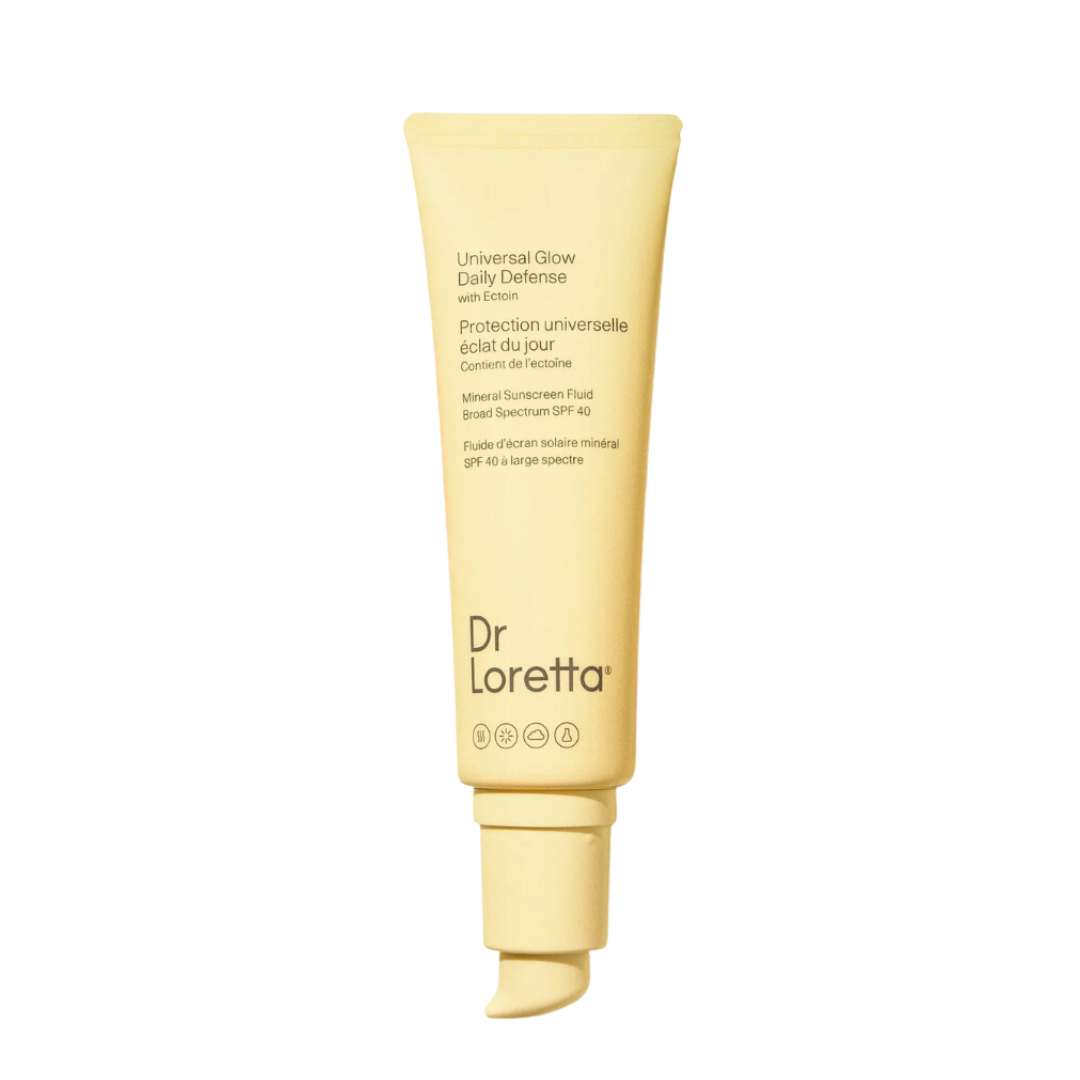 Universal Glow
Daily Defense
with Ectoin
Protection universelle
éclat du jour
Contient de l'ectoïne
Mineral Sunscreen Fluid
Broad Spectrum SPF 40
Fluide d'écran solaire minéral
SPF 40 à large spectre
Dr
Loretta®